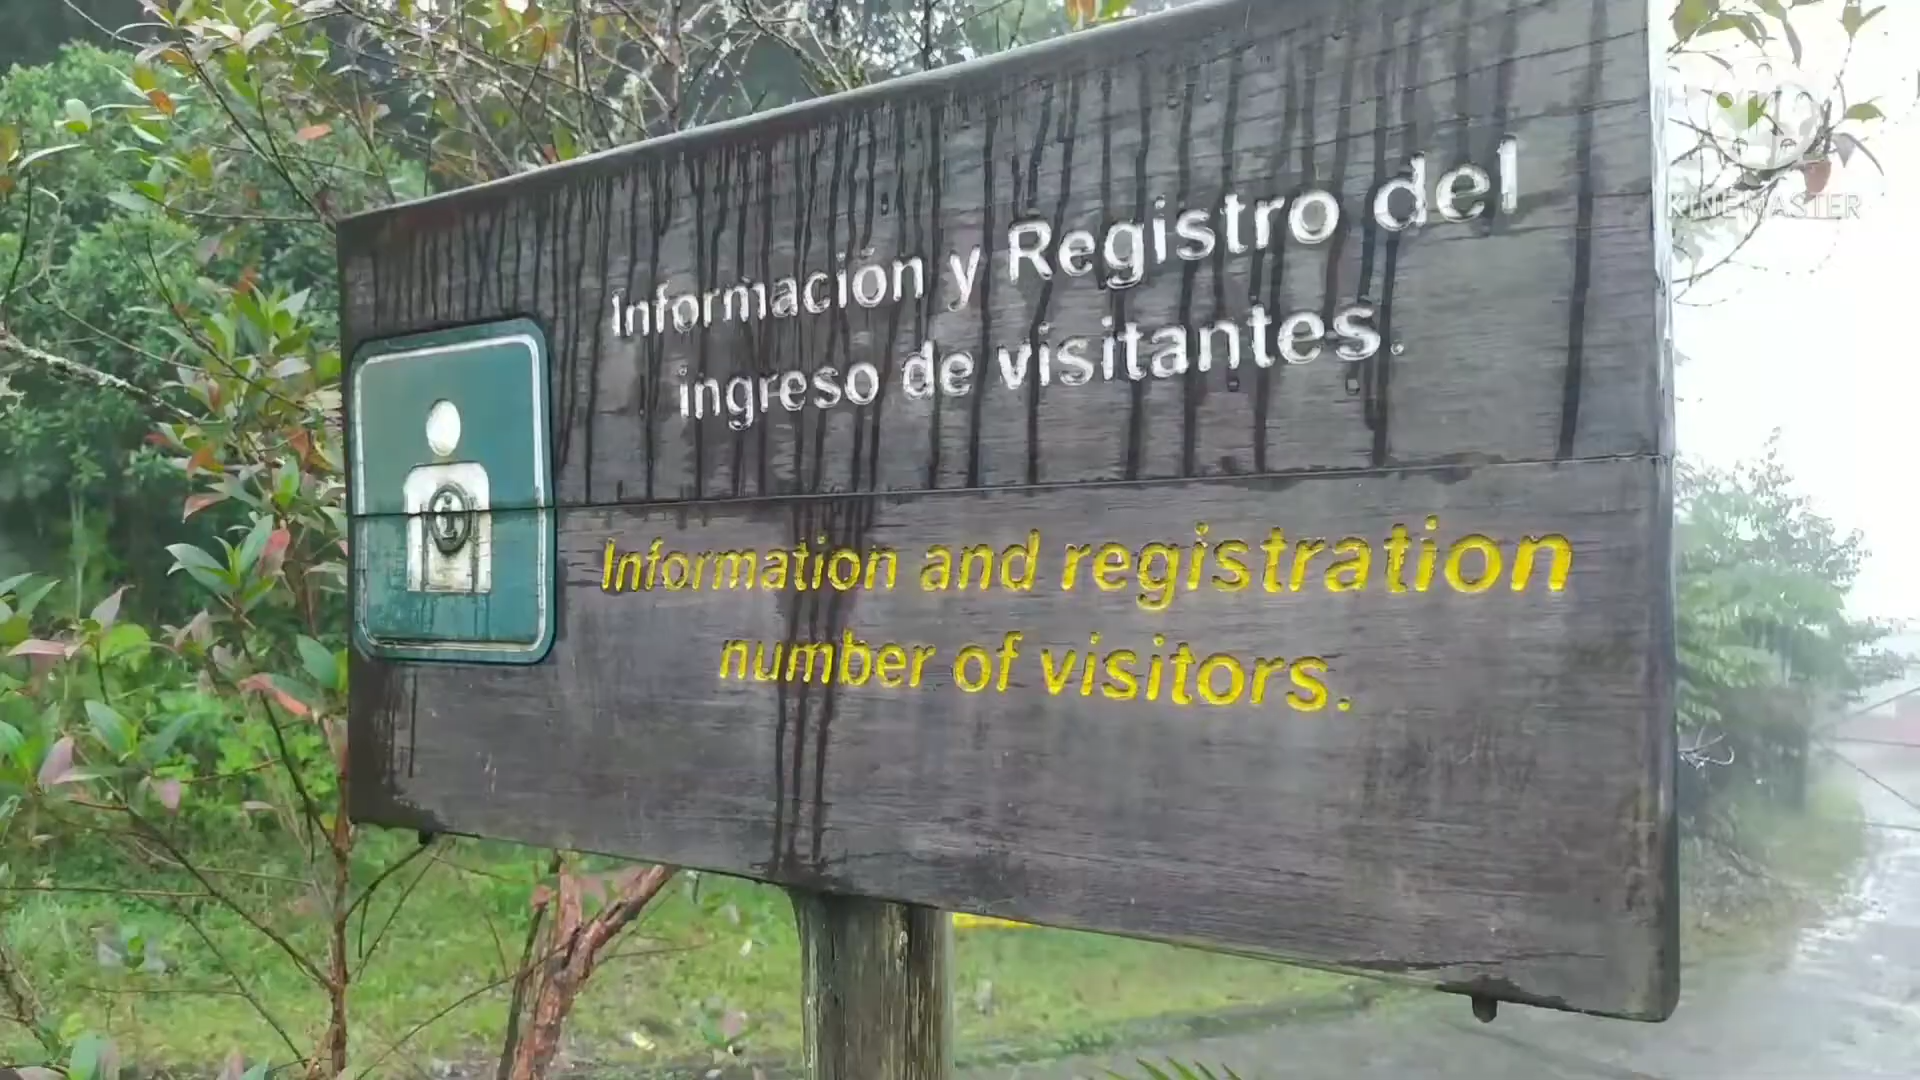 Información y Registro del
ingreso de visitantes.
i
Information and registration
number of visitors.
KINEMASTER